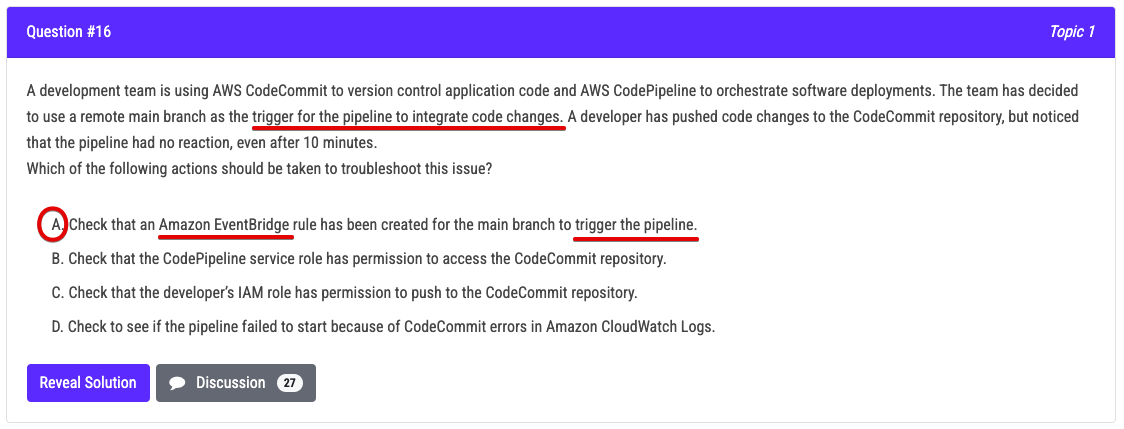 Question #16
Topic 1
A development team is using AWS CodeCommit to version control application code and AWS CodePipeline to orchestrate software deployments. The team has decided
to use a remote main branch as the trigger for the pipeline to integrate code changes. A developer has pushed code changes to the CodeCommit repository, but noticed
that the pipeline had no reaction, even after 10 minutes.
Which of the following actions should be taken to troubleshoot this issue?
A. Check that an Amazon EventBridge rule has been created for the main branch to trigger the pipeline.
B. Check that the CodePipeline service role has permission to access the CodeCommit repository.
C. Check that the developer's IAM role has permission to push to the CodeCommit repository.
D. Check to see if the pipeline failed to start because of CodeCommit errors in Amazon CloudWatch Logs.
Reveal Solution
Discussion 27